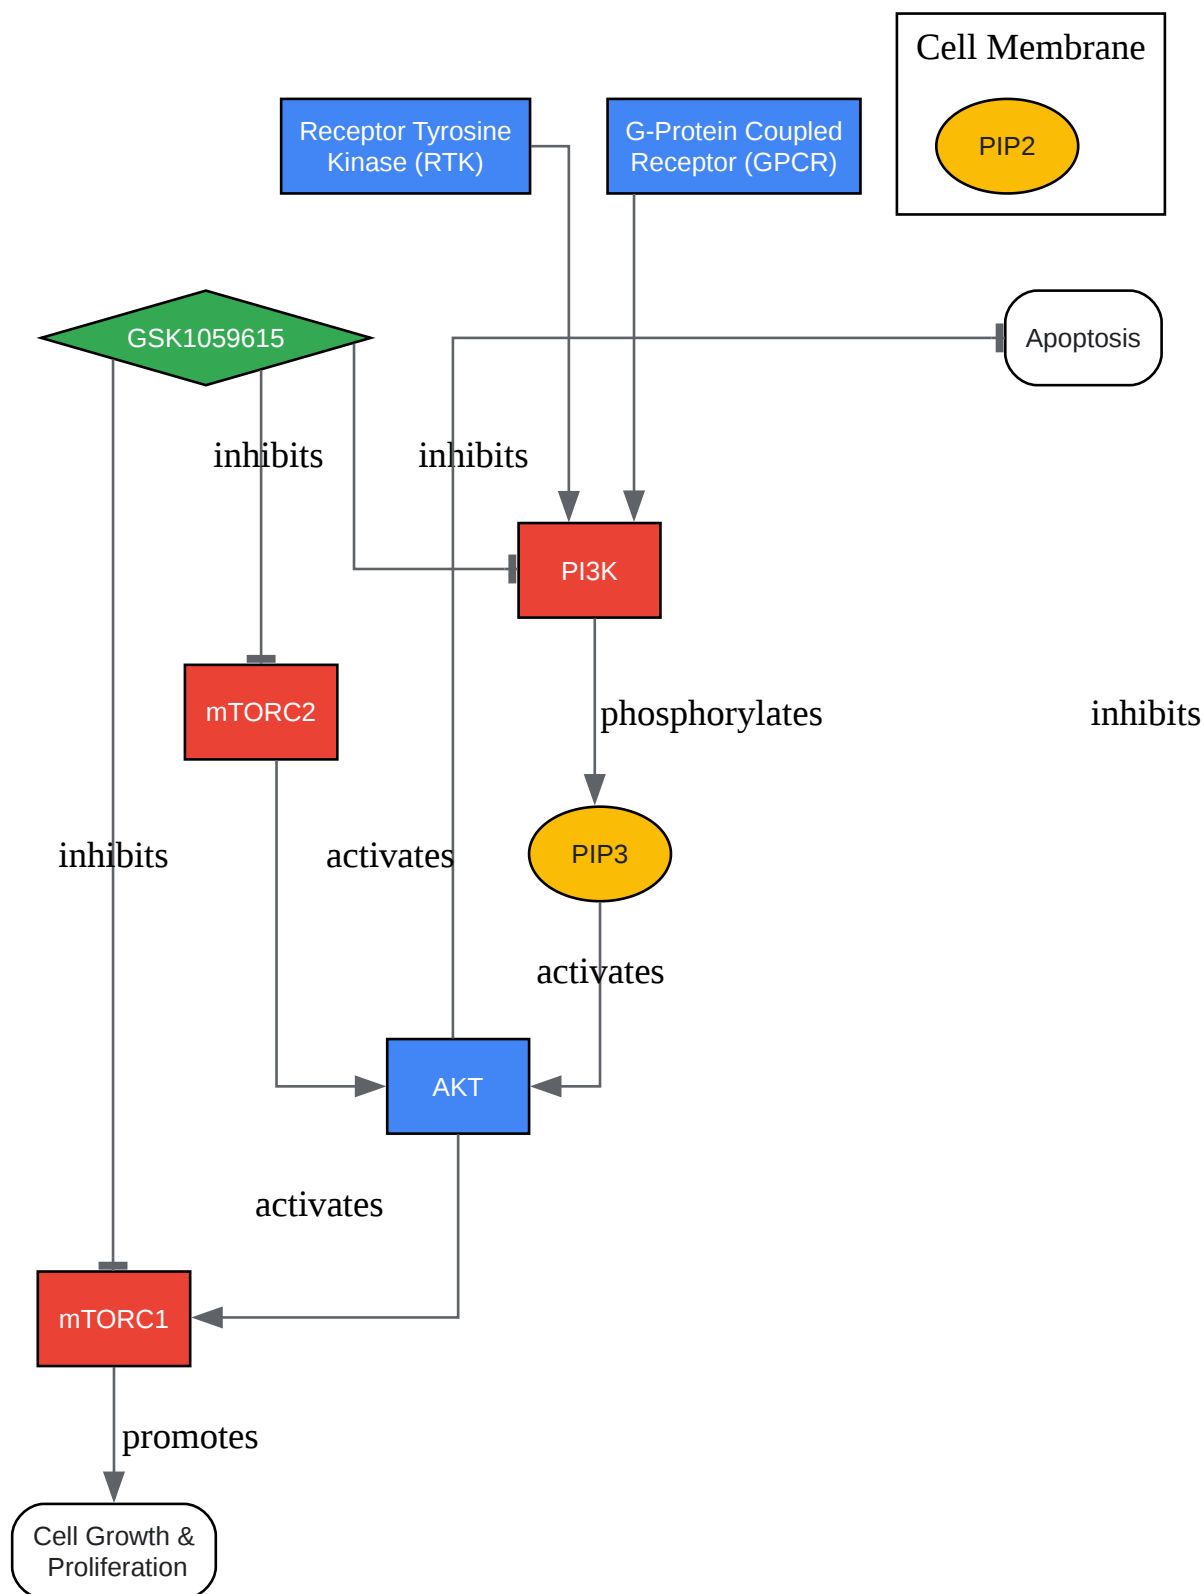 Cell Membrane
Receptor Tyrosine
Kinase (RTK)
G-Protein Coupled
Receptor (GPCR)
PIP2
GSK1059615
Apoptosis
inhibits
inhibits
PI3K
mTORC2
phosphorylates
inhibits
inhibits
activates
PIP3
activates
AKT
activates
mTORC1
promotes
Cell Growth &
Proliferation